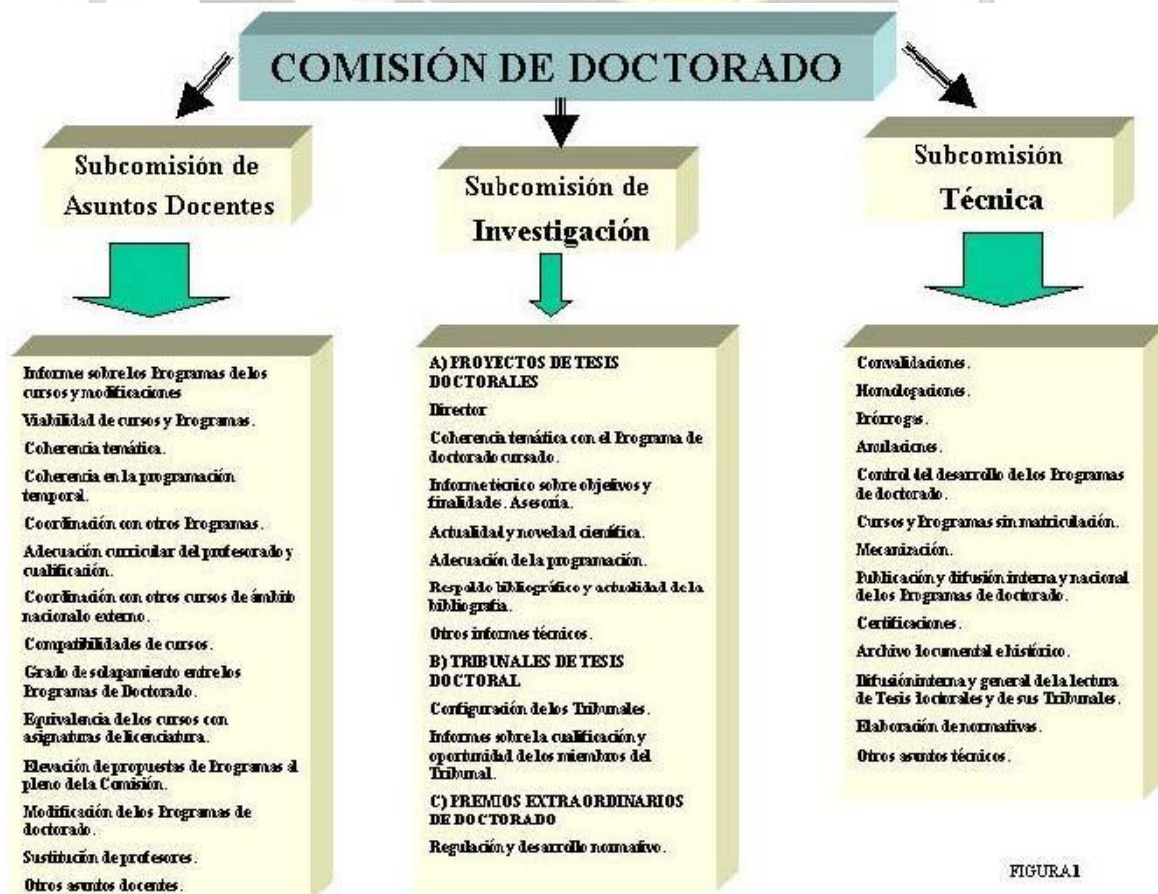 COMISIÓN DE DOCTORADO
Subcomisión de
Asuntos Docentes
Informes sobre los Programas de los
cursos y modificaciones
Viabilidad de cursos y Programas.
Coherencia temática.
Coherencia en la programación
temporal.
Coordinación con otros Programas.
Adecuación curricular del profesorado y
cualificación.
Coordinación con otros cursos de ámbito
nacional o externo.
Compatibilidades de cursos.
Grado de solapamiento entre los
Programas de Doctorado.
Equivalencia de los cursos con
asignaturas de licenciatura.
Elevación de propuestas de Programas al
pleno de la Comisión.
Modificación de los Programas de
doctorado.
Sustitución de profesores.
Otros asuntos docentes.
Subcomisión de
Investigación
A) PROYECTOS DE TESIS
DOCTORALES
Director
Coherencia temática con el Programa de
doctorado cursado.
Informe técnico sobre objetivos y
finalidades. Asesoría.
Actualidad y novedad científica.
Adecuación de la programación.
Respaldo bibliográfico y actualidad de la
bibliografía.
Otros informes técnicos.
B) TRIBUNALES DE TESIS
DOCTORAL
Configuración de los Tribunales.
Informes sobre la cualificación y
oportunidad de los miembros del
Tribunal.
C) PREMIOS EXTRAORDINARIOS
DE DOCTORADO
Regulación y desarrollo normativo.
Subcomisión
Técnica
Convalidaciones.
Homologaciones.
Prórrogas.
Anulaciones.
Control del desarrollo de los Programas
de doctorado.
Cursos y Programas sin matriculación.
Mecanización.
Publicación y difusión interna y nacional
de los Programas de doctorado.
Certificaciones.
Archivo documental e histórico.
Difusión interna y general de la lectura
de Tesis doctorales y de sus Tribunales.
Elaboración de normativas.
Otros asuntos técnicos.
FIGURA 1